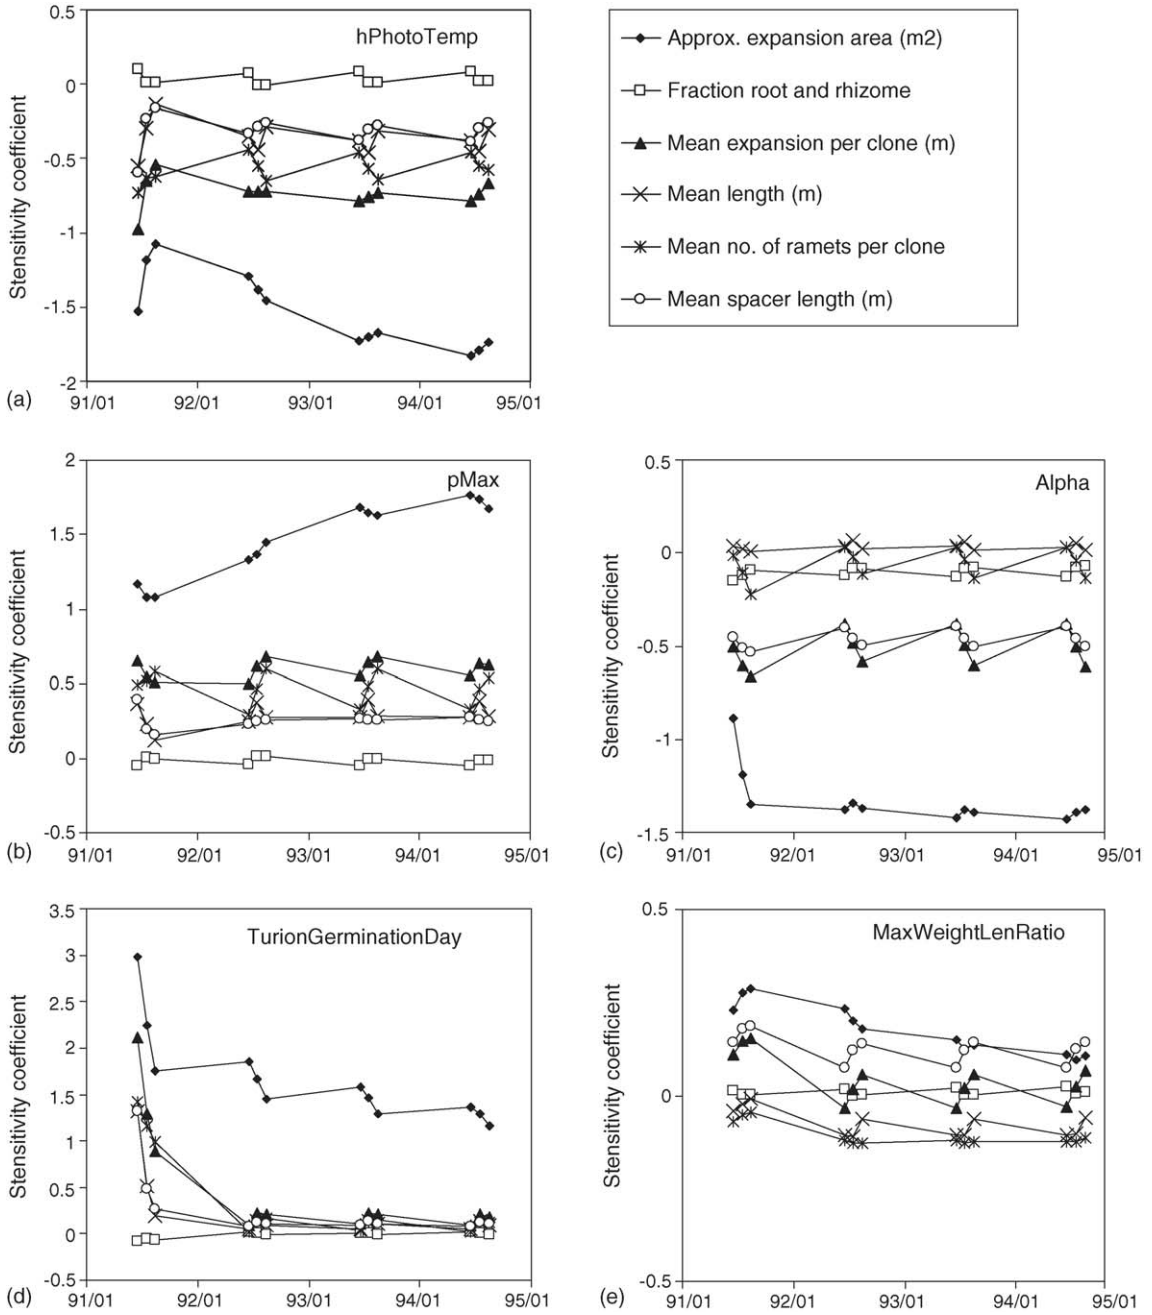 hPhotoTemp
Stensitivity coefficient
0.5
0
-0.5
-1
-1.5
-2
91/01 92/01 93/01 94/01 95/01
(a)
Approx. expansion area (m2)
Fraction root and rhizome
Mean expansion per clone (m)
Mean length (m)
Mean no. of ramets per clone
Mean spacer length (m)
pMax
Stensitivity coefficient
2
1.5
1
0.5
0
-0.5
91/01 92/01 93/01 94/01 95/01
(b)
Alpha
Stensitivity coefficient
0.5
0
-0.5
-1
-1.5
91/01 92/01 93/01 94/01 95/01
(c)
TurionGerminationDay
Stensitivity coefficient
3.5
3
2.5
2
1.5
1
0.5
0
-0.5
91/01 92/01 93/01 94/01 95/01
(d)
MaxWeightLenRatio
Stensitivity coefficient
0.5
0
-0.5
91/01 92/01 93/01 94/01 95/01
(e)